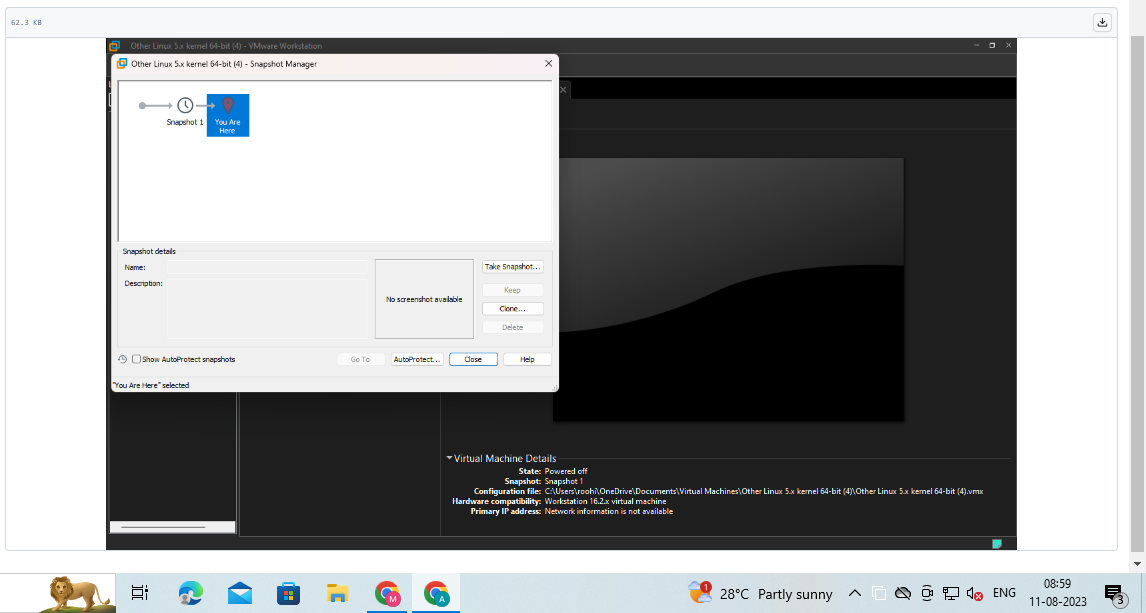 62.3 KB
Other Linux 5.x kernel 64-bit (4) - VMware Workstation
Other Linux 5.x kernel 64-bit (4) - Snapshot Manager
Snapshot 1
You Are
Here
Snapshot details
Name:
Description:
No screenshot available
Take Snapshot...
Keep
Clone...
Delete
Show AutoProtect snapshots
Go To
AutoProtect...
Close
Help
"You Are Here" selected
Virtual Machine Details
State: Powered off
Snapshot: Snapshot 1
Configuration file: C:\Users\roohi\OneDrive\Documents\Virtual Machines\Other Linux 5.x kernel 64-bit (4)\Other Linux 5.x kernel 64-bit (4).vmx
Hardware compatibility: Workstation 16.2.x virtual machine
Primary IP address: Network information is not available
M
A
1
28°C Partly sunny
ENG
08:59
11-08-2023
3